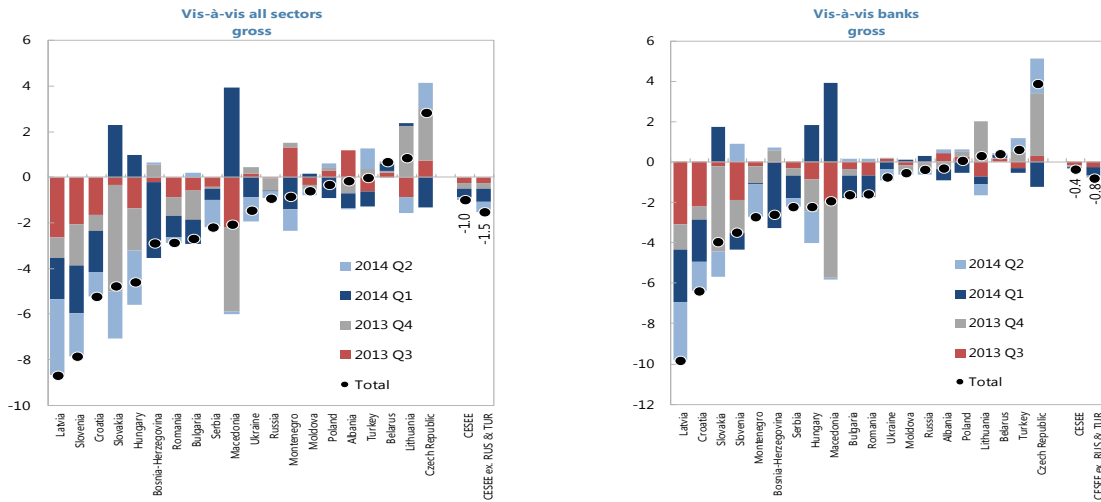 Vis-à-vis all sectors
gross
6
4
2
0
-2
-4
-6
-8
-10
-1.0
-1.5
2014 Q2
2014 Q1
2013 Q4
2013 Q3
Total
Latvia
Slovenia
Croatia
Slovakia
Hungary
Bosnia-Herzegovina
Romania
Bulgaria
Serbia
Macedonia
Ukraine
Russia
Montenegro
Moldova
Poland
Albania
Turkey
Belarus
Lithuania
Czech Republic
CESEE
CESEE ex. RUS & TUR
Vis-à-vis banks
gross
6
4
2
0
-2
-4
-6
-8
-10
-12
-0.4
-0.8
2014 Q2
2014 Q1
2013 Q4
2013 Q3
Total
Latvia
Croatia
Slovakia
Slovenia
Montenegro
Bosnia-Herzegovina
Serbia
Hungary
Macedonia
Bulgaria
Romania
Ukraine
Moldova
Russia
Albania
Poland
Lithuania
Belarus
Turkey
Czech Republic
CESEE
CESEE ex. RUS & TUR